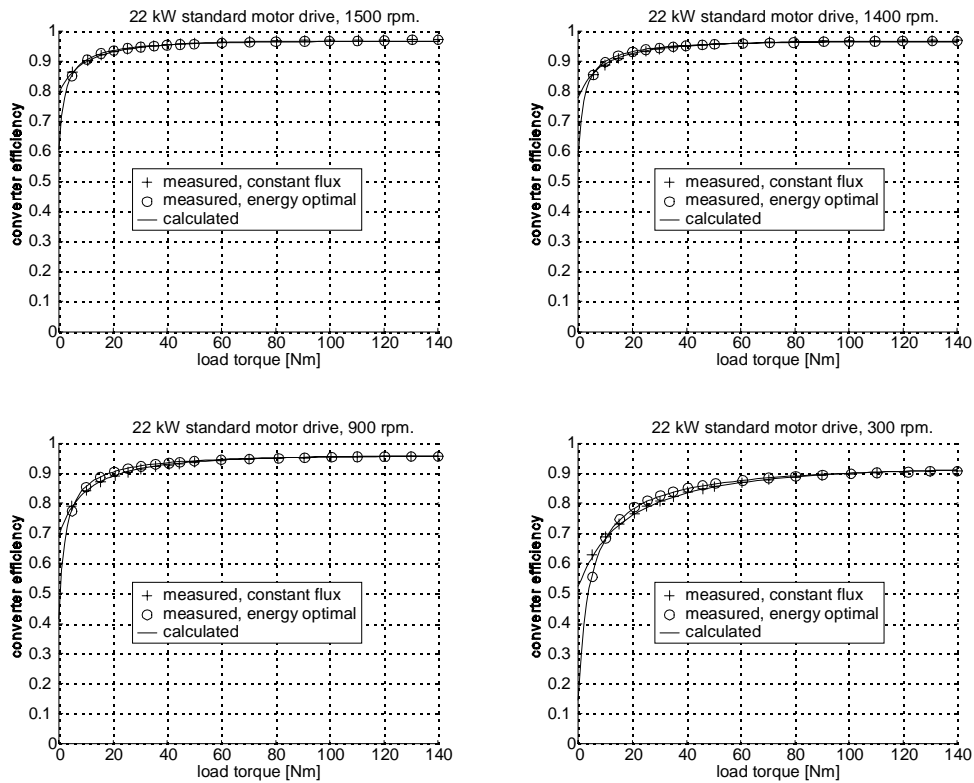 22 kW standard motor drive, 1500 rpm.
1
0.9
0.8
0.7
0.6
0.5
0.4
0.3
0.2
0.1
0
converter efficiency
measured, constant flux
measured, energy optimal
calculated
0 20 40 60 80 100 120 140
load torque [Nm]
22 kW standard motor drive, 1400 rpm.
1
0.9
0.8
0.7
0.6
0.5
0.4
0.3
0.2
0.1
0
converter efficiency
measured, constant flux
measured, energy optimal
calculated
0 20 40 60 80 100 120 140
load torque [Nm]
22 kW standard motor drive, 900 rpm.
1
0.9
0.8
0.7
0.6
0.5
0.4
0.3
0.2
0.1
0
converter efficiency
measured, constant flux
measured, energy optimal
calculated
0 20 40 60 80 100 120 140
load torque [Nm]
22 kW standard motor drive, 300 rpm.
1
0.9
0.8
0.7
0.6
0.5
0.4
0.3
0.2
0.1
0
converter efficiency
measured, constant flux
measured, energy optimal
calculated
0 20 40 60 80 100 120 140
load torque [Nm]